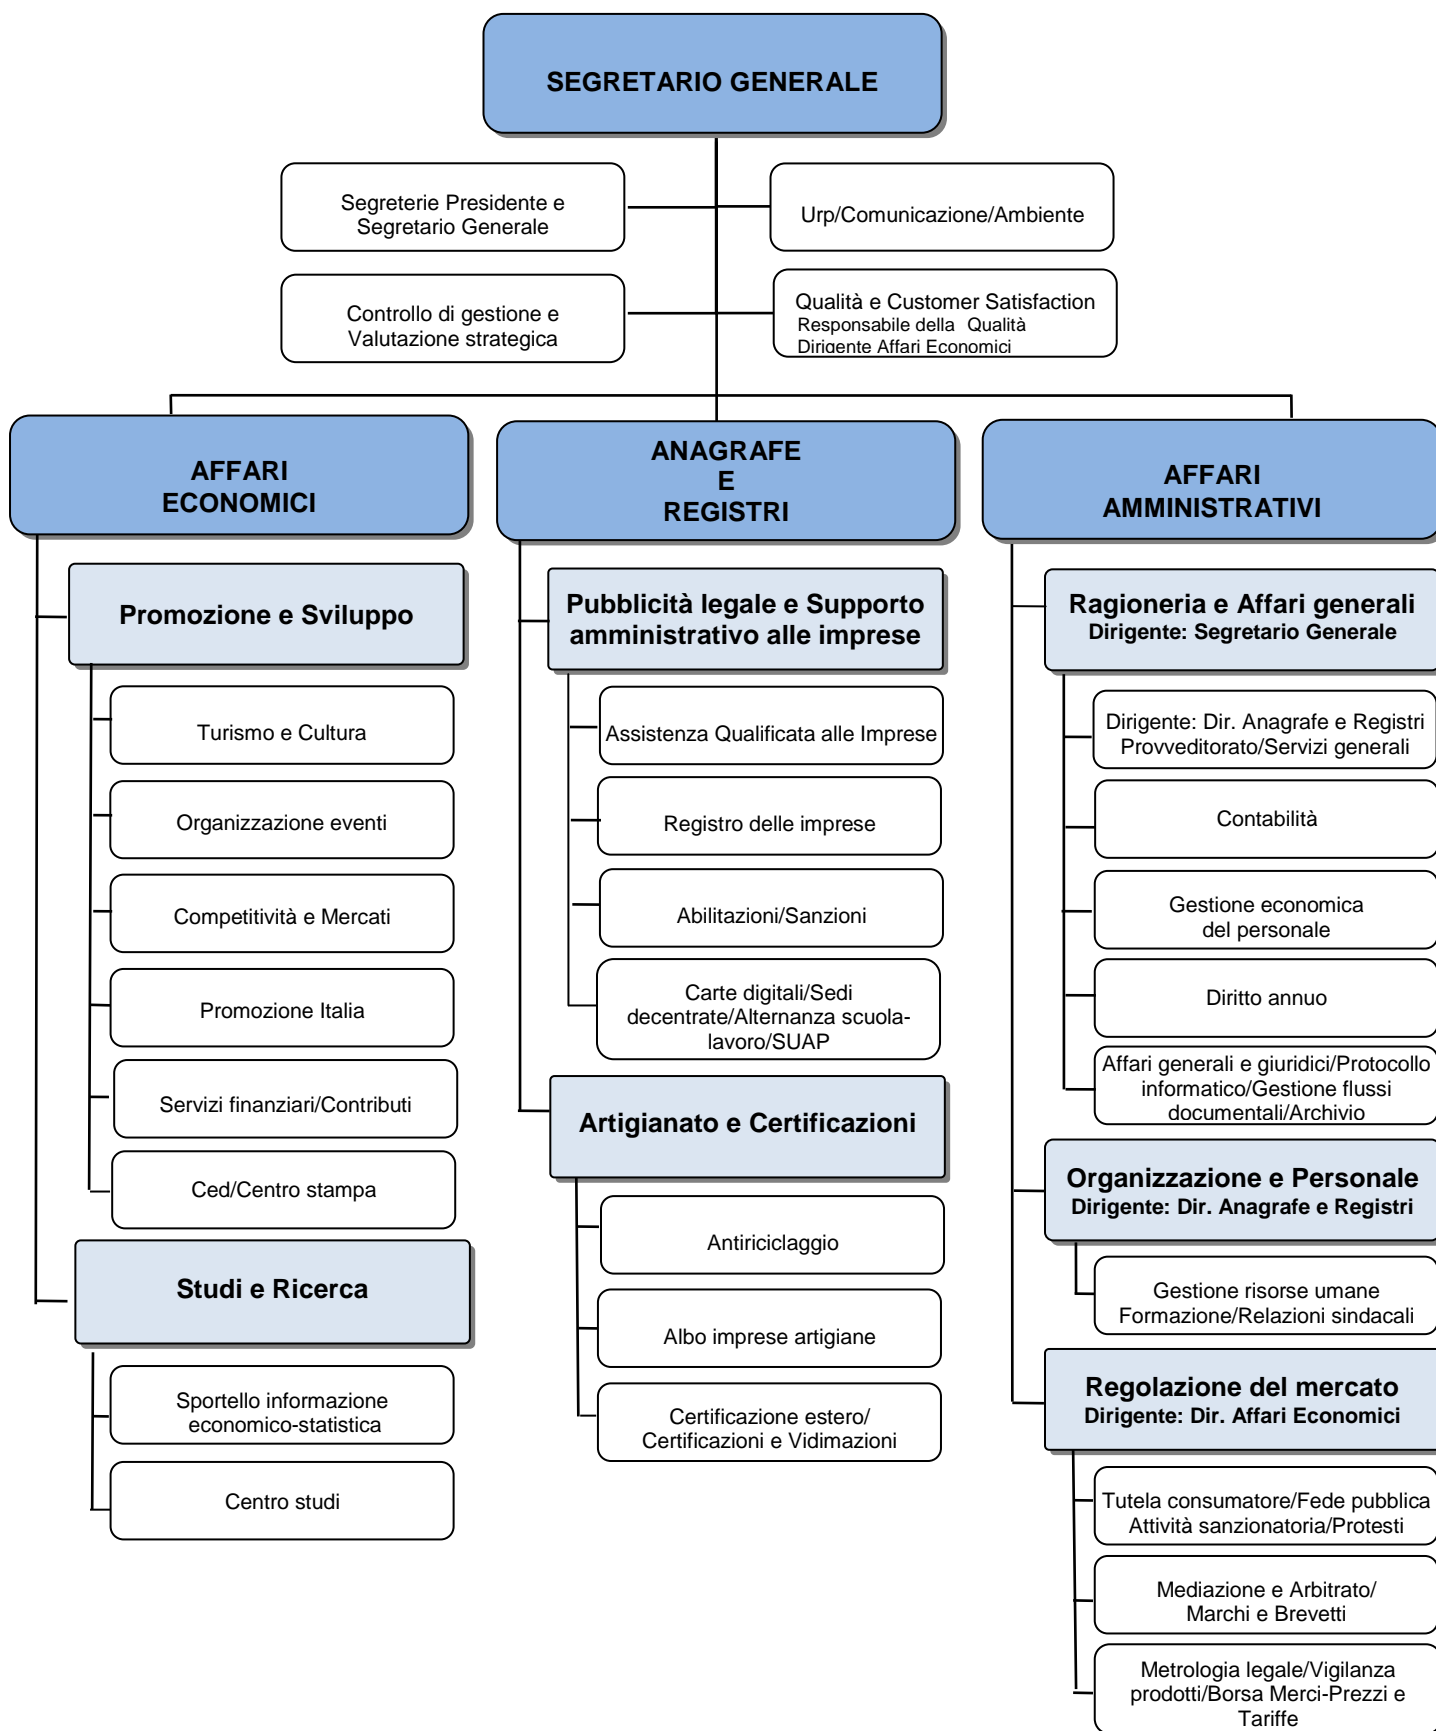 SEGRETARIO GENERALE
Segreterie Presidente e
Segretario Generale
Urp/Comunicazione/Ambiente
Controllo di gestione e
Valutazione strategica
Qualità e Customer Satisfaction
Responsabile della Qualità
Dirigente Affari Economici
AFFARI
ECONOMICI
Promozione e Sviluppo
Turismo e Cultura
Organizzazione eventi
Competitività e Mercati
Promozione Italia
Servizi finanziari/Contributi
Ced/Centro stampa
Studi e Ricerca
Sportello informazione
economico-statistica
Centro studi
ANAGRAFE
E
REGISTRI
Pubblicità legale e Supporto
amministrativo alle imprese
Assistenza Qualificata alle Imprese
Registro delle imprese
Abilitazioni/Sanzioni
Carte digitali/Sedi
decentrate/Alternanza scuola-
lavoro/SUAP
Artigianato e Certificazioni
Antiriciclaggio
Albo imprese artigiane
Certificazione estero/
Certificazioni e Vidimazioni
AFFARI
AMMINISTRATIVI
Ragioneria e Affari generali
Dirigente: Segretario Generale
Dirigente: Dir. Anagrafe e Registri
Provveditorato/Servizi generali
Contabilità
Gestione economica
del personale
Diritto annuo
Affari generali e giuridici/Protocollo
informatico/Gestione flussi
documentali/Archivio
Organizzazione e Personale
Dirigente: Dir. Anagrafe e Registri
Gestione risorse umane
Formazione/Relazioni sindacali
Regolazione del mercato
Dirigente: Dir. Affari Economici
Tutela consumatore/Fede pubblica
Attività sanzionatoria/Protesti
Mediazione e Arbitrato/
Marchi e Brevetti
Metrologia legale/Vigilanza
prodotti/Borsa Merci-Prezzi e
Tariffe